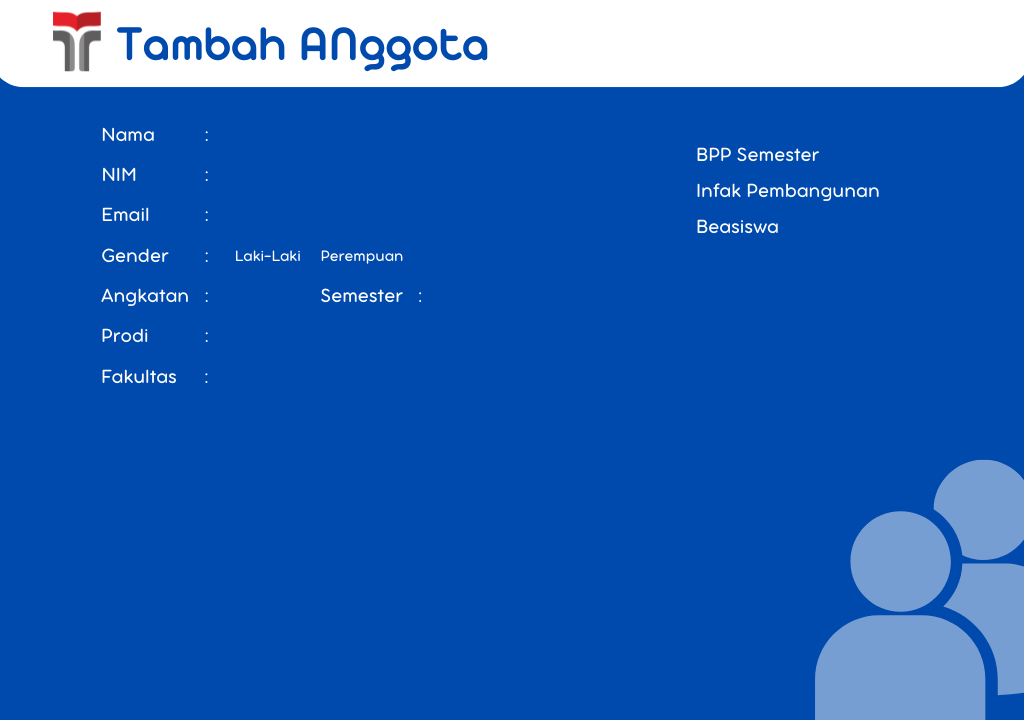 Tambah ANggota
Nama :
NIM :
Email :
Gender : Laki-Laki Perempuan
Angkatan : Semester :
Prodi :
Fakultas :
BPP Semester
Infak Pembangunan
Beasiswa